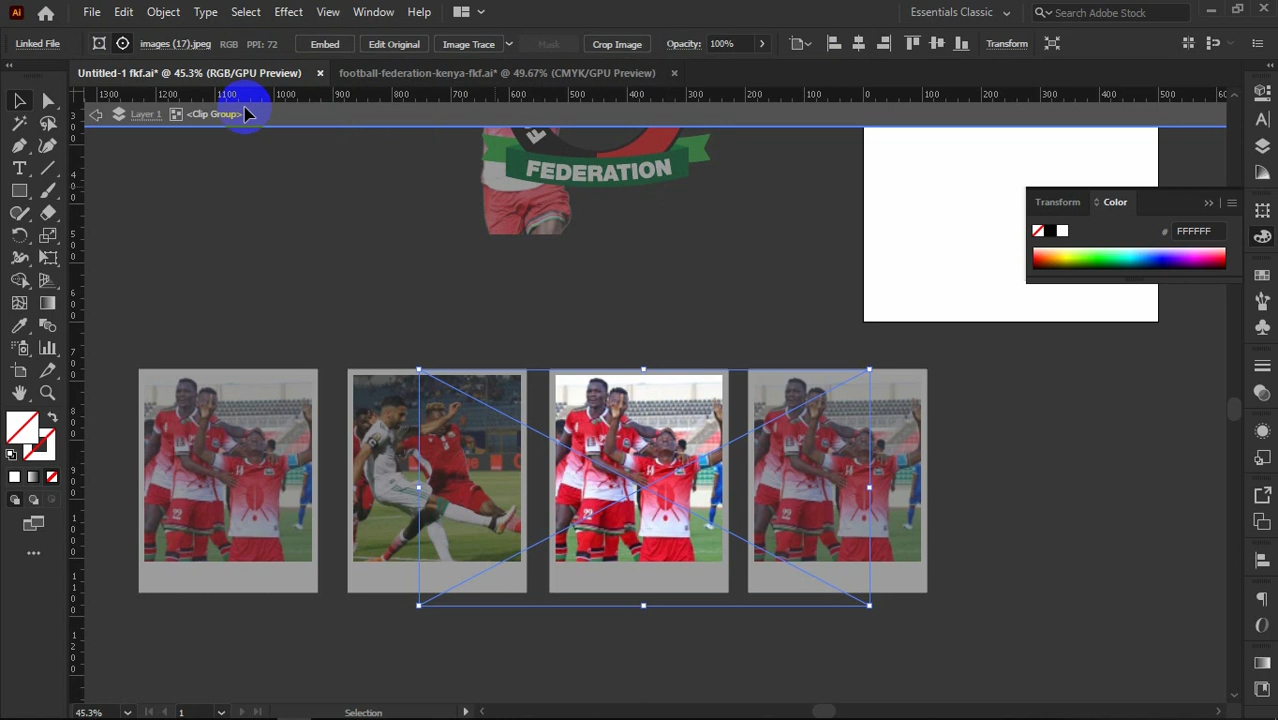 Ai File Edit Object Type Select Effect View Window Help Essentials Classic Search Adobe Stock
Linked File images (17).jpeg RGB PPI: 72 Embed Edit Original Image Trace Mask Crop Image Opacity: 100% Transform
Untitled-1 fkf.ai* @ 45.3% (RGB/GPU Preview) × football-federation-kenya-fkf.ai* @ 49.67% (CMYK/GPU Preview) ×
1300 1200 1100 1000 900 800 700 600 500 400 300 200 100 0 100 200 300 400 500
Layer 1 <Clip Group>
FEDERATION
Transform Color
# FFFFFF
14
22
45.3% 1 Selection